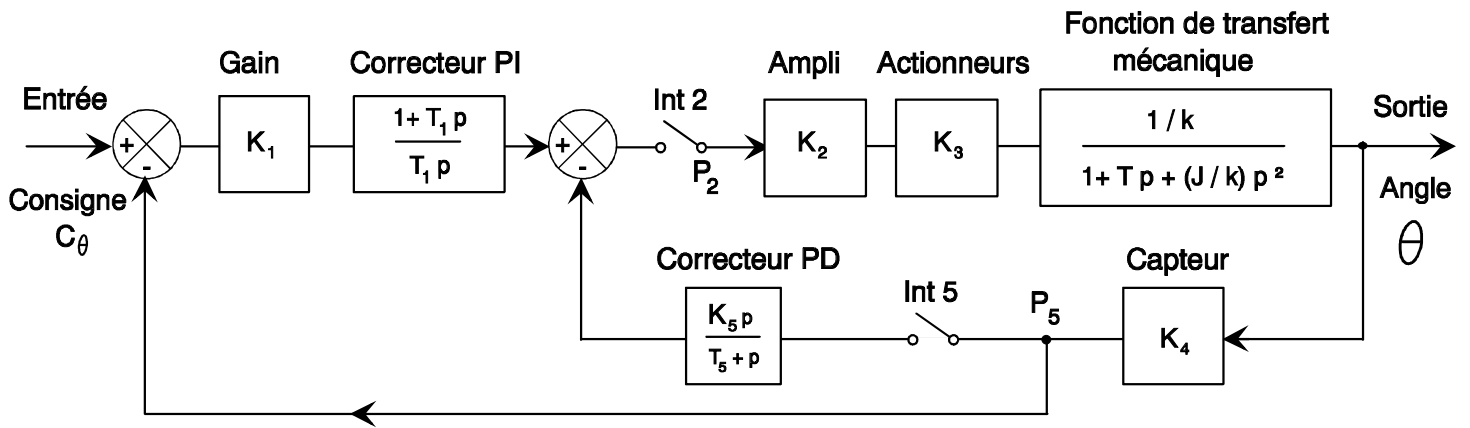 Fonction de transfert
mécanique
Gain
Correcteur PI
Ampli
Actionneurs
Entrée
Int 2
Sortie
+
-
K₁
1+ T₁ p
T₁ p
+
-
P₂
K₂
K₃
1 / k
1+ T p + (J / k) p ²
Consigne
C_θ
Angle
θ
Correcteur PD
Int 5
P₅
Capteur
K₅ p
T₅ + p
K₄